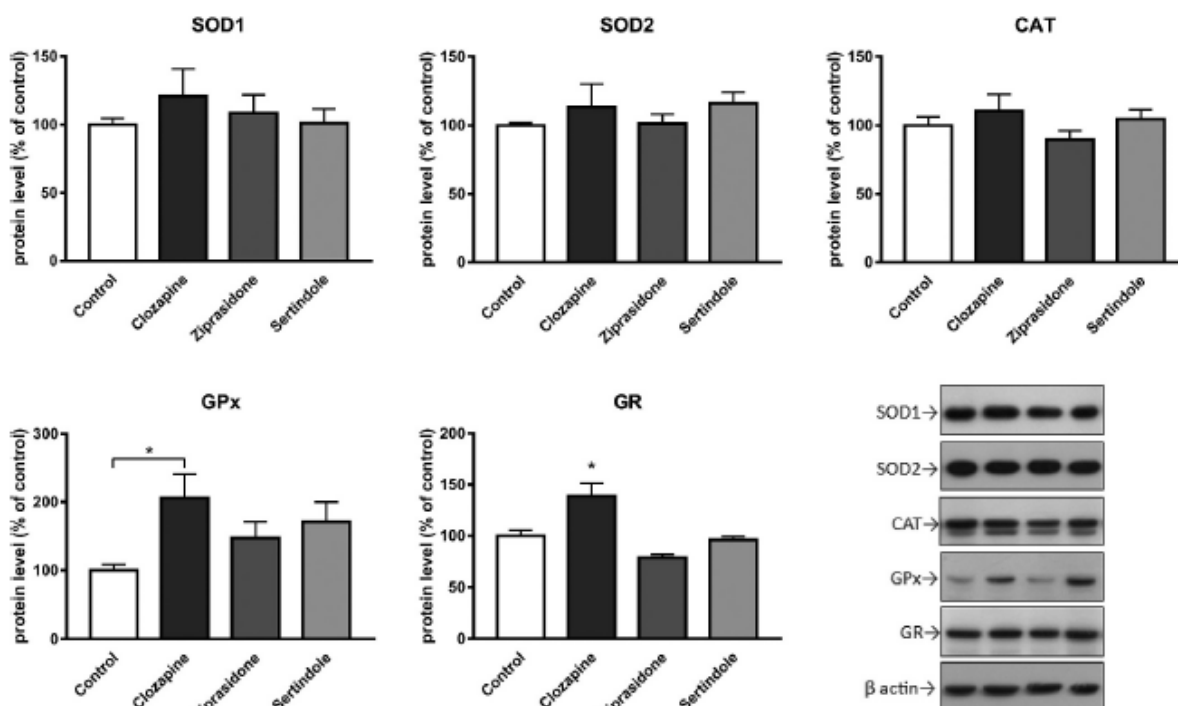 SOD1
protein level (% of control)
150
100
50
0
Control
Clozapine
Ziprasidone
Sertindole
SOD2
protein level (% of control)
150
100
50
0
Control
Clozapine
Ziprasidone
Sertindole
CAT
protein level (% of control)
150
100
50
0
Control
Clozapine
Ziprasidone
Sertindole
GPx
protein level (% of control)
300
200
100
0
*
Control
Clozapine
iprasidone
Sertindole
GR
protein level (% of control)
200
150
100
50
0
*
Control
Clozapine
iprasidone
Sertindole
SOD1→
SOD2→
CAT→
GPx→
GR→
β actin→